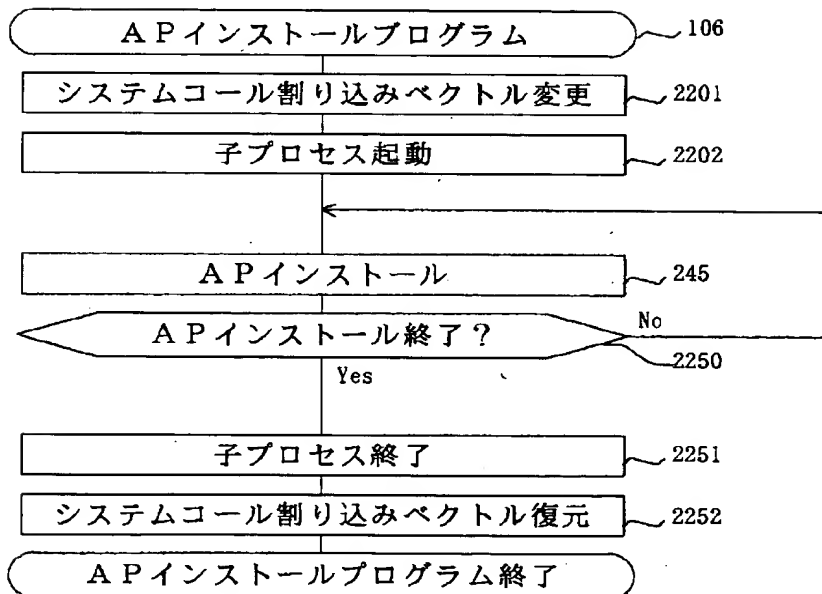 ＡＰインストールプログラム
106
システムコール割り込みベクトル変更
2201
子プロセス起動
2202
ＡＰインストール
245
ＡＰインストール終了？
No
2250
Yes
子プロセス終了
2251
システムコール割り込みベクトル復元
2252
ＡＰインストールプログラム終了